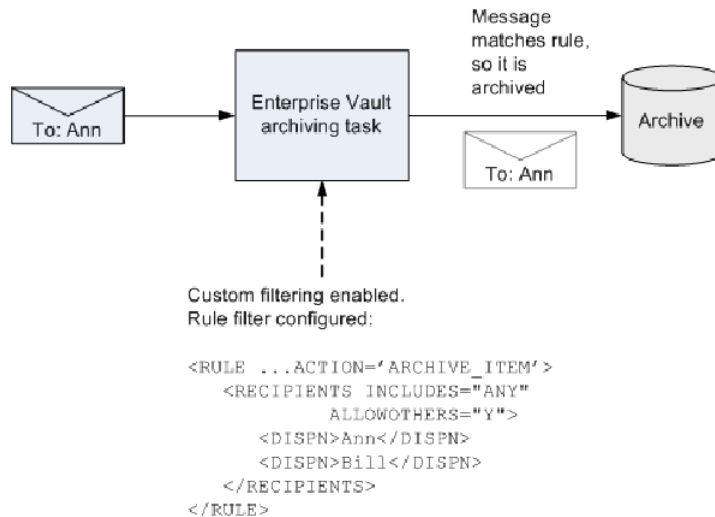 Message
matches rule,
so it is
archived
To: Ann
Enterprise Vault
archiving task
Archive
To: Ann
Custom filtering enabled.
Rule filter configured:
<RULE ...ACTION=’ARCHIVE_ITEM’>
<RECIPIENTS INCLUDES="ANY"
ALLOWOTHERS="Y">
<DISPN>Ann</DISPN>
<DISPN>Bill</DISPN>
</RECIPIENTS>
</RULE>